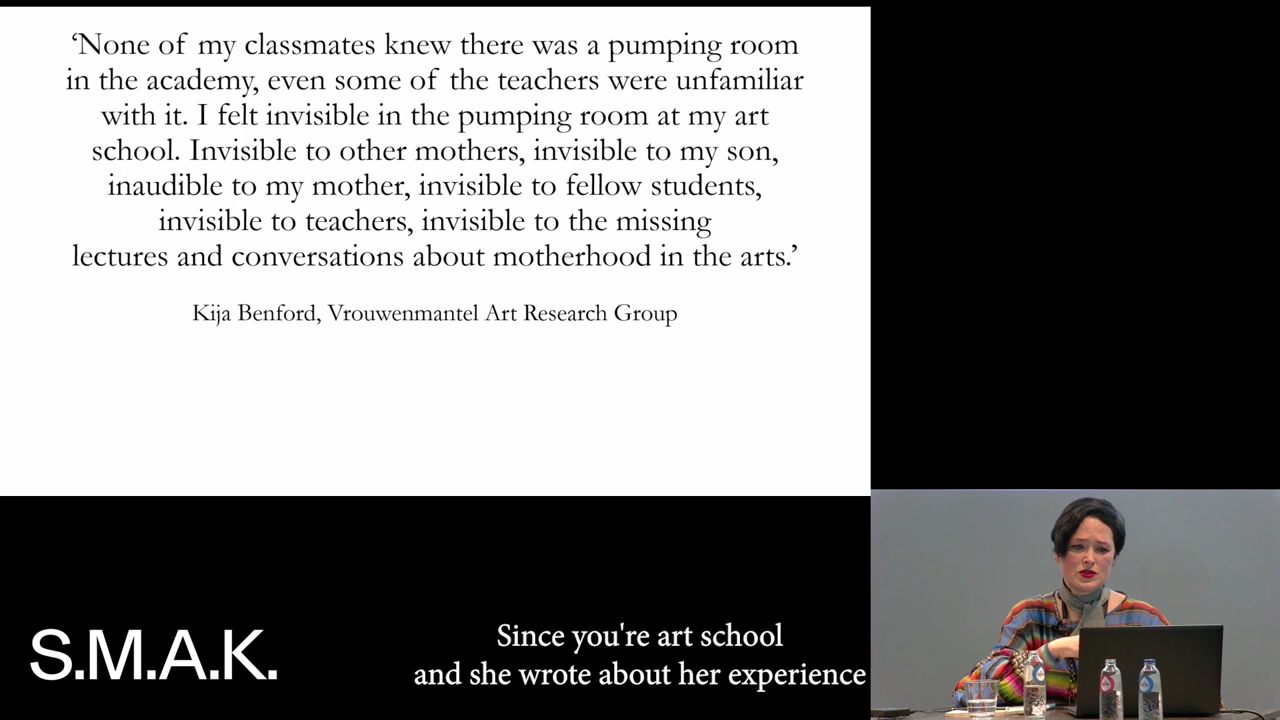 ‘None of my classmates knew there was a pumping room
in the academy, even some of the teachers were unfamiliar
with it. I felt invisible in the pumping room at my art
school. Invisible to other mothers, invisible to my son,
inaudible to my mother, invisible to fellow students,
invisible to teachers, invisible to the missing
lectures and conversations about motherhood in the arts.’
Kija Benford, Vrouwenmantel Art Research Group
S.M.A.K.
Since you're art school
and she wrote about her experience